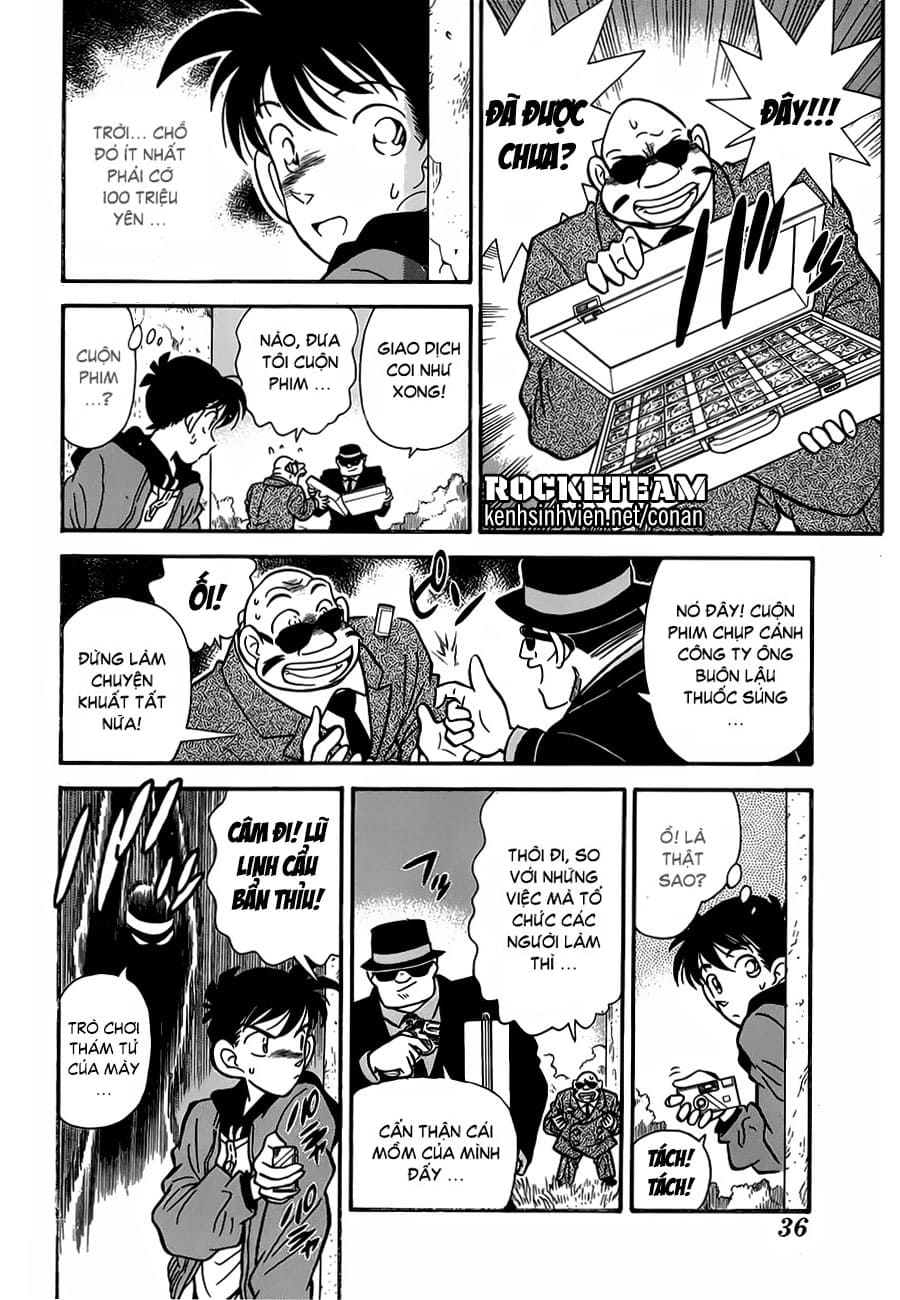 ĐÂY!!!
ĐÃ ĐƯỢC
CHƯA?
TRỜI... CHỖ
ĐÓ ÍT NHẤT
PHẢI CỠ
100 TRIỆU
YÊN ...
GIAO DỊCH
COI NHƯ
XONG!
NÀO, ĐƯA
TÔI CUỘN
PHIM ...
CUỘN
PHIM
...?
ROCKETEAM
kenhsinhvien.net/conan
NÓ ĐÂY! CUỘN
PHIM CHỤP CẢNH
CÔNG TY ÔNG
BUÔN LẬU
THUỐC SÚNG
...
ỐI!
ĐỪNG LÀM
CHUYỆN
KHUẤT TẤT
NỮA!
Ồ! LÀ
THẬT
SAO?
TÁCH!
TÁCH!
THÔI ĐI, SO
VỚI NHỮNG
VIỆC MÀ TỔ
CHỨC CÁC
NGƯỜI LÀM
THÌ ...
CẨN THẬN CÁI
MỒM CỦA MÌNH
ĐẤY ...
CÂM ĐI! LŨ
LINH CẨU
BẨN THỈU!
TRÒ CHƠI
THÁM TỬ
CỦA MÀY
...
36